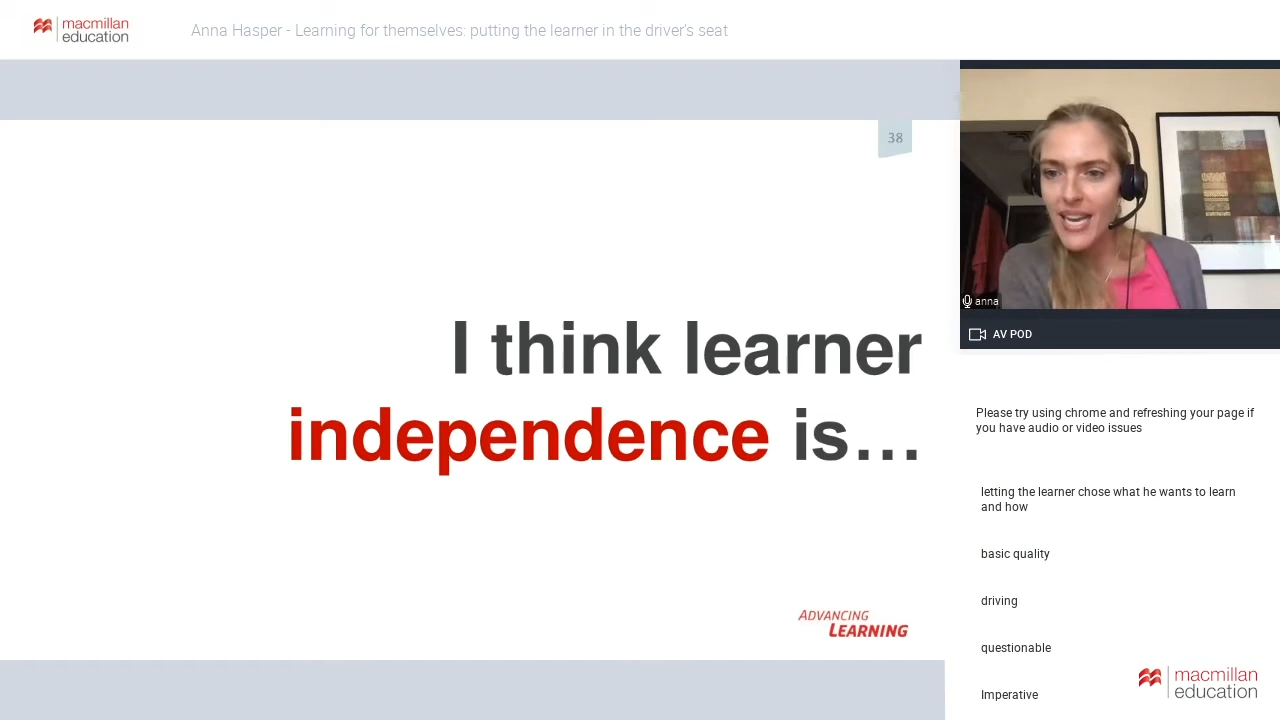 macmillan
education
Anna Hasper - Learning for themselves: putting the learner in the driver's seat
38
I think learner
independence is...
ADVANCING
LEARNING
anna
AV POD
Please try using chrome and refreshing your page if
you have audio or video issues
letting the learner chose what he wants to learn
and how
basic quality
driving
questionable
Imperative
macmillan
education